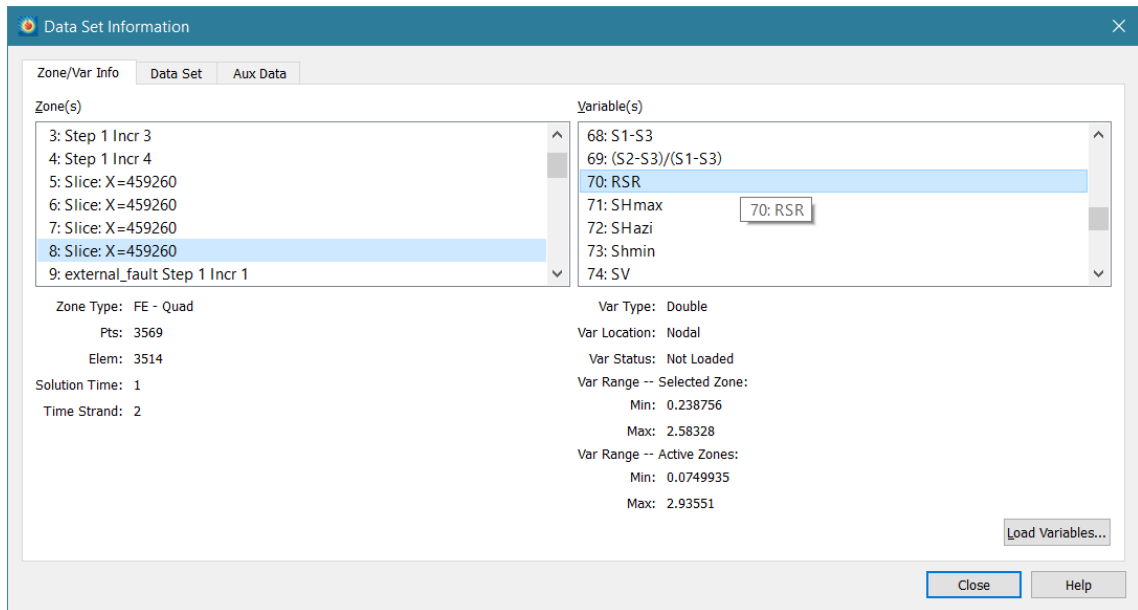 Data Set Information
Zone/Var Info
Data Set
Aux Data
Zone(s)
3: Step 1 Incr 3
4: Step 1 Incr 4
5: Slice: X=459260
6: Slice: X=459260
7: Slice: X=459260
8: Slice: X=459260
9: external_fault Step 1 Incr 1
Zone Type: FE - Quad
Pts: 3569
Elem: 3514
Solution Time: 1
Time Strand: 2
Variable(s)
68: S1-S3
69: (S2-S3)/(S1-S3)
70: RSR
71: SHmax
70: RSR
72: SHazi
73: Shmin
74: SV
Var Type: Double
Var Location: Nodal
Var Status: Not Loaded
Var Range -- Selected Zone:
Min: 0.238756
Max: 2.58328
Var Range -- Active Zones:
Min: 0.0749935
Max: 2.93551
Load Variables...
Close
Help